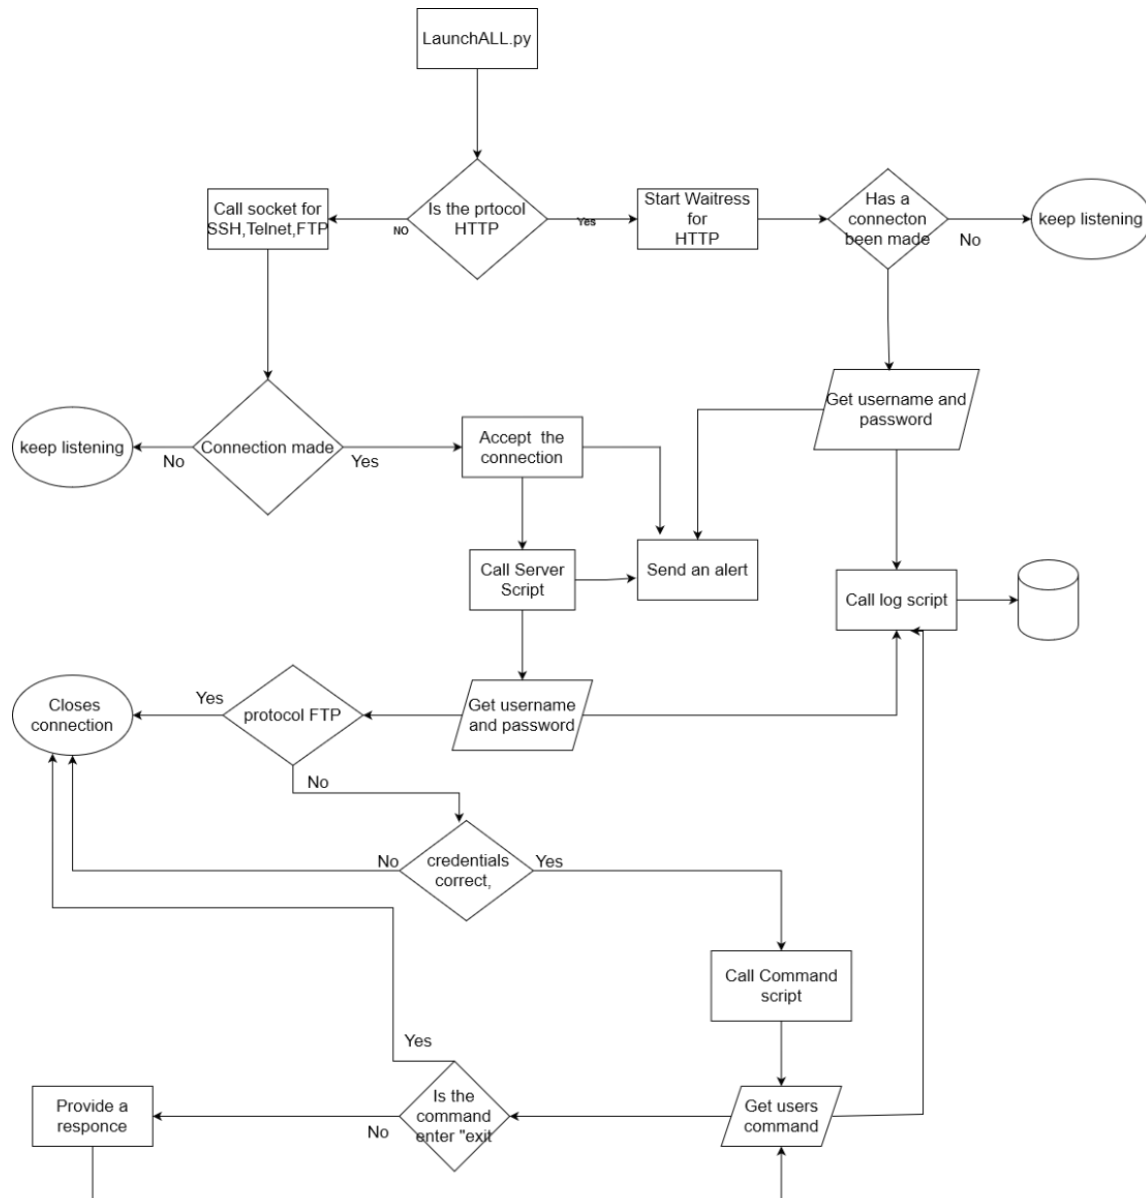 LaunchALL.py
Call socket for
SSH,Telnet,FTP
NO
Is the prtocol
HTTP
Yes
Start Waitress
for
HTTP
Has a
connecton
been made
No
keep listening
Get username and
password
keep listening
No
Connection made
Yes
Accept the
connection
Call Server
Script
Send an alert
Call log script
Closes
connection
Yes
protocol FTP
No
Get username
and password
No
credentials
correct,
Yes
Call Command
script
Yes
Provide a
responce
No
Is the
command
enter "exit
Get users
command